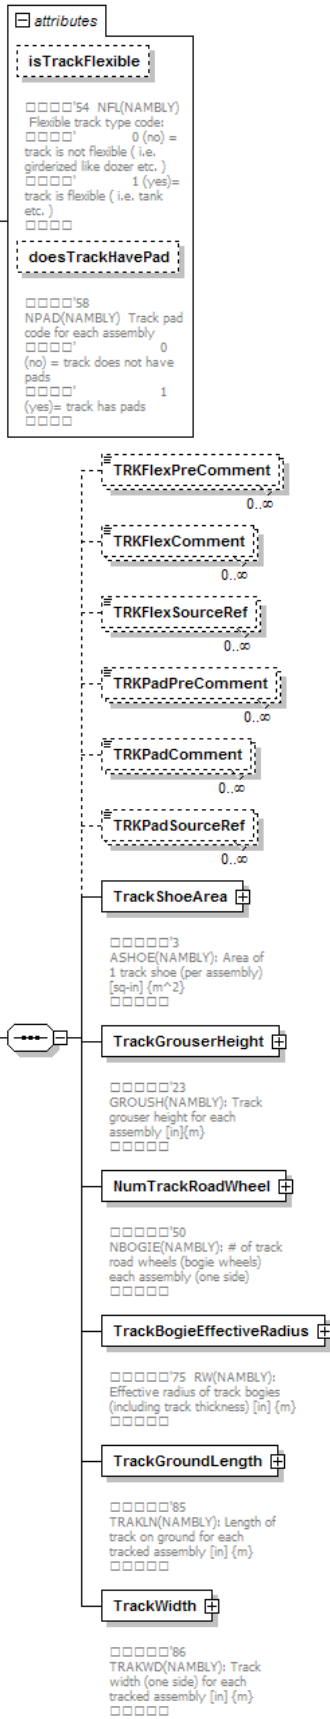 attributes
isTrackFlexible
□□□□'54 NFL(NAMBLY)
Flexible track type code:
□□□□' 0 (no) =
track is not flexible ( i.e.
girderized like dozer etc. )
□□□□' 1 (yes)=
track is flexible ( i.e. tank
etc. )
□□□□
doesTrackHavePad
□□□□'58
NPAD(NAMBLY) Track pad
code for each assembly
□□□□' 0
(no) = track does not have
pads
□□□□' 1
(yes)= track has pads
□□□□
TRKFlexPreComment
0..∞
TRKFlexComment
0..∞
TRKFlexSourceRef
0..∞
TRKPadPreComment
0..∞
TRKPadComment
0..∞
TRKPadSourceRef
0..∞
TrackShoeArea
□□□□□'3
ASHOE(NAMBLY): Area of
1 track shoe (per assembly)
[sq-in] {m^2}
□□□□□
TrackGrouserHeight
□□□□□'23
GROUSH(NAMBLY): Track
grouser height for each
assembly [in]{m}
□□□□□
NumTrackRoadWheel
□□□□□'50
NBOGIE(NAMBLY): # of track
road wheels (bogie wheels)
each assembly (one side)
□□□□□
TrackBogieEffectiveRadius
□□□□□'75 RW(NAMBLY):
Effective radius of track bogies
(including track thickness) [in] {m}
□□□□□
TrackGroundLength
□□□□□'85
TRAKLN(NAMBLY): Length of
track on ground for each
tracked assembly [in] {m}
□□□□□
TrackWidth
□□□□□'86
TRAKWD(NAMBLY): Track
width (one side) for each
tracked assembly [in] {m}
□□□□□